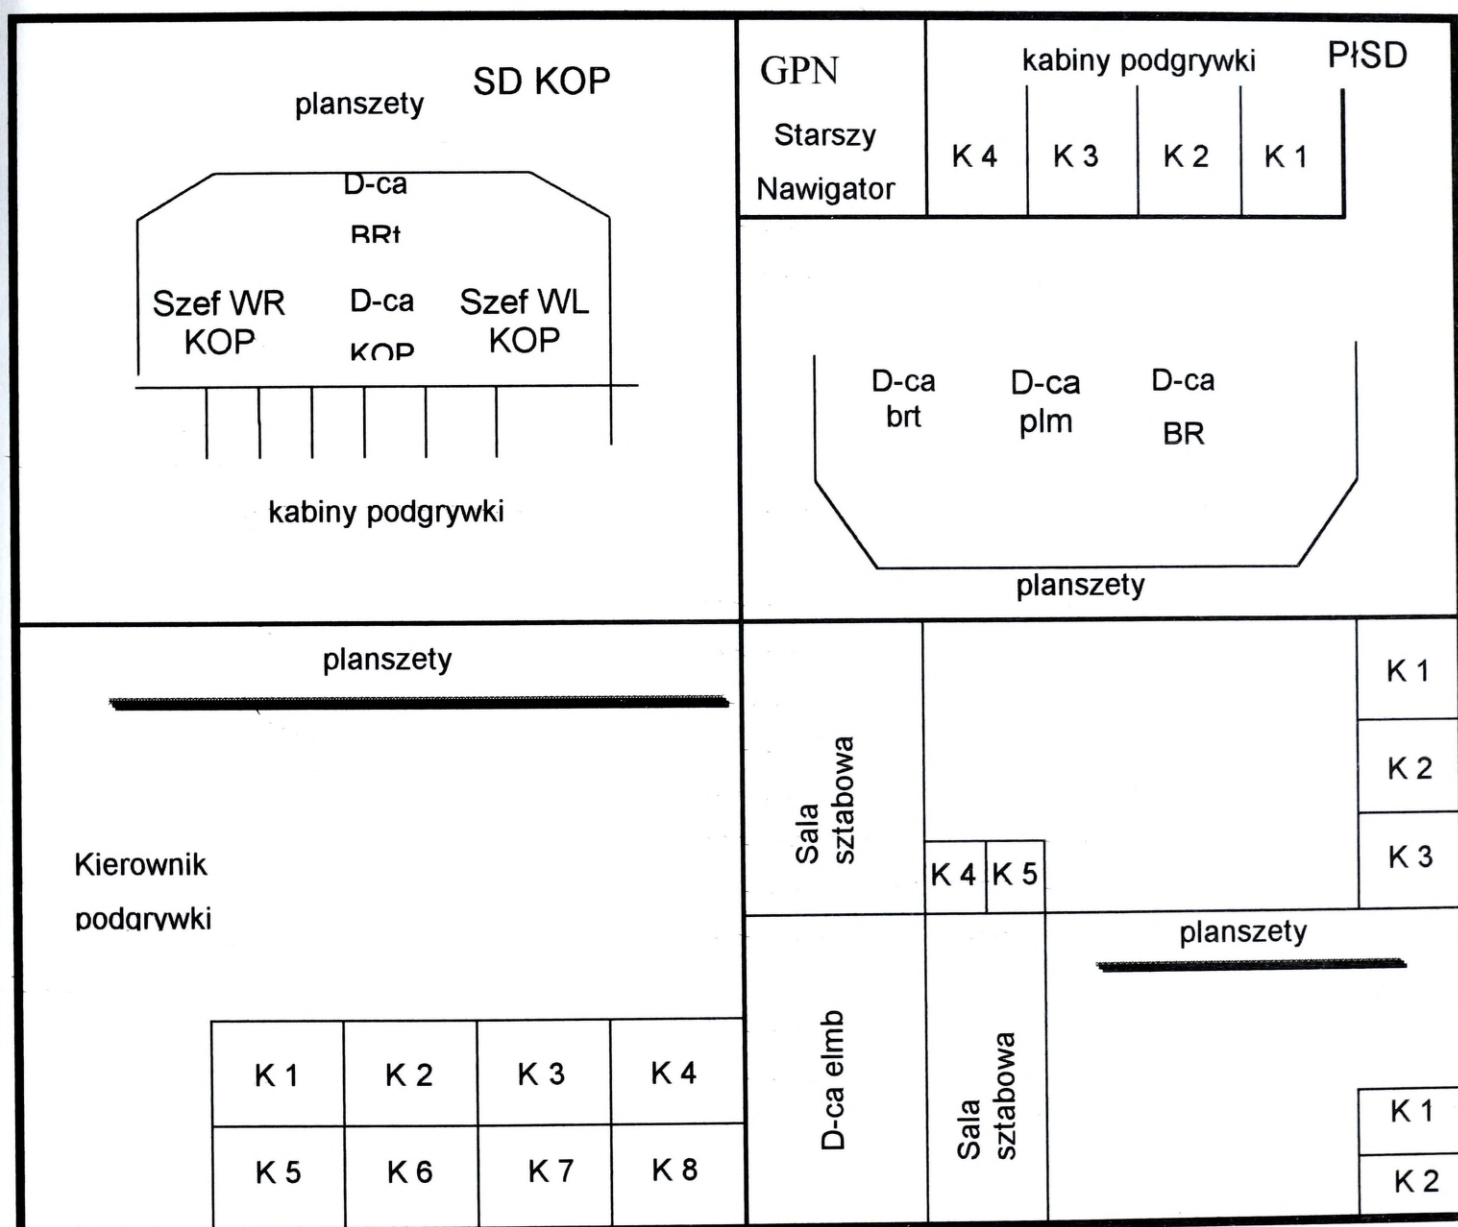 SD KOP
planszety
D-ca
Szef WR
KOP
D-ca
KOP
Szef WL
KOP
kabiny podgrywki
GPN
Starszy
Nawigator
kabiny podgrywki
PłSD
K 4
K 3
K 2
K 1
D-ca
brt
D-ca
plm
D-ca
BR
planszety
planszety
Kierownik
podgrywki
K 1
K 2
K 3
K 4
K 5
K 6
K 7
K 8
Sala
sztabowa
K 1
K 2
K 3
K 4
K 5
D-ca elmb
Sala
sztabowa
planszety
K 1
K 2